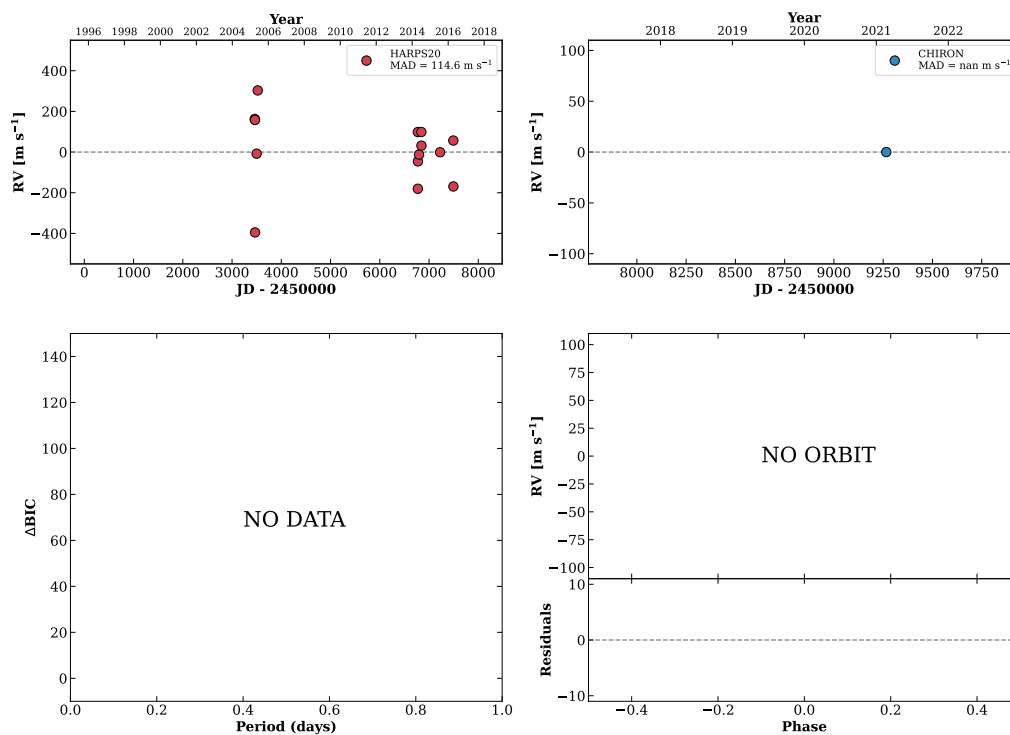 Year
1996 1998 2000 2002 2004 2006 2008 2010 2012 2014 2016 2018
HARPS20
MAD = 114.6 m s⁻¹
400
200
0
−200
−400
RV [m s⁻¹]
0 1000 2000 3000 4000 5000 6000 7000 8000
JD - 2450000
Year
2018 2019 2020 2021 2022
CHIRON
MAD = nan m s⁻¹
100
50
0
−50
−100
RV [m s⁻¹]
8000 8250 8500 8750 9000 9250 9500 9750
JD - 2450000
140
120
100
80
60
40
20
0
ΔBIC
NO DATA
0.0 0.2 0.4 0.6 0.8 1.0
Period (days)
100
75
50
25
0
−25
−50
−75
−100
RV [m s⁻¹]
NO ORBIT
10
0
−10
Residuals
−0.4 −0.2 0.0 0.2 0.4
Phase